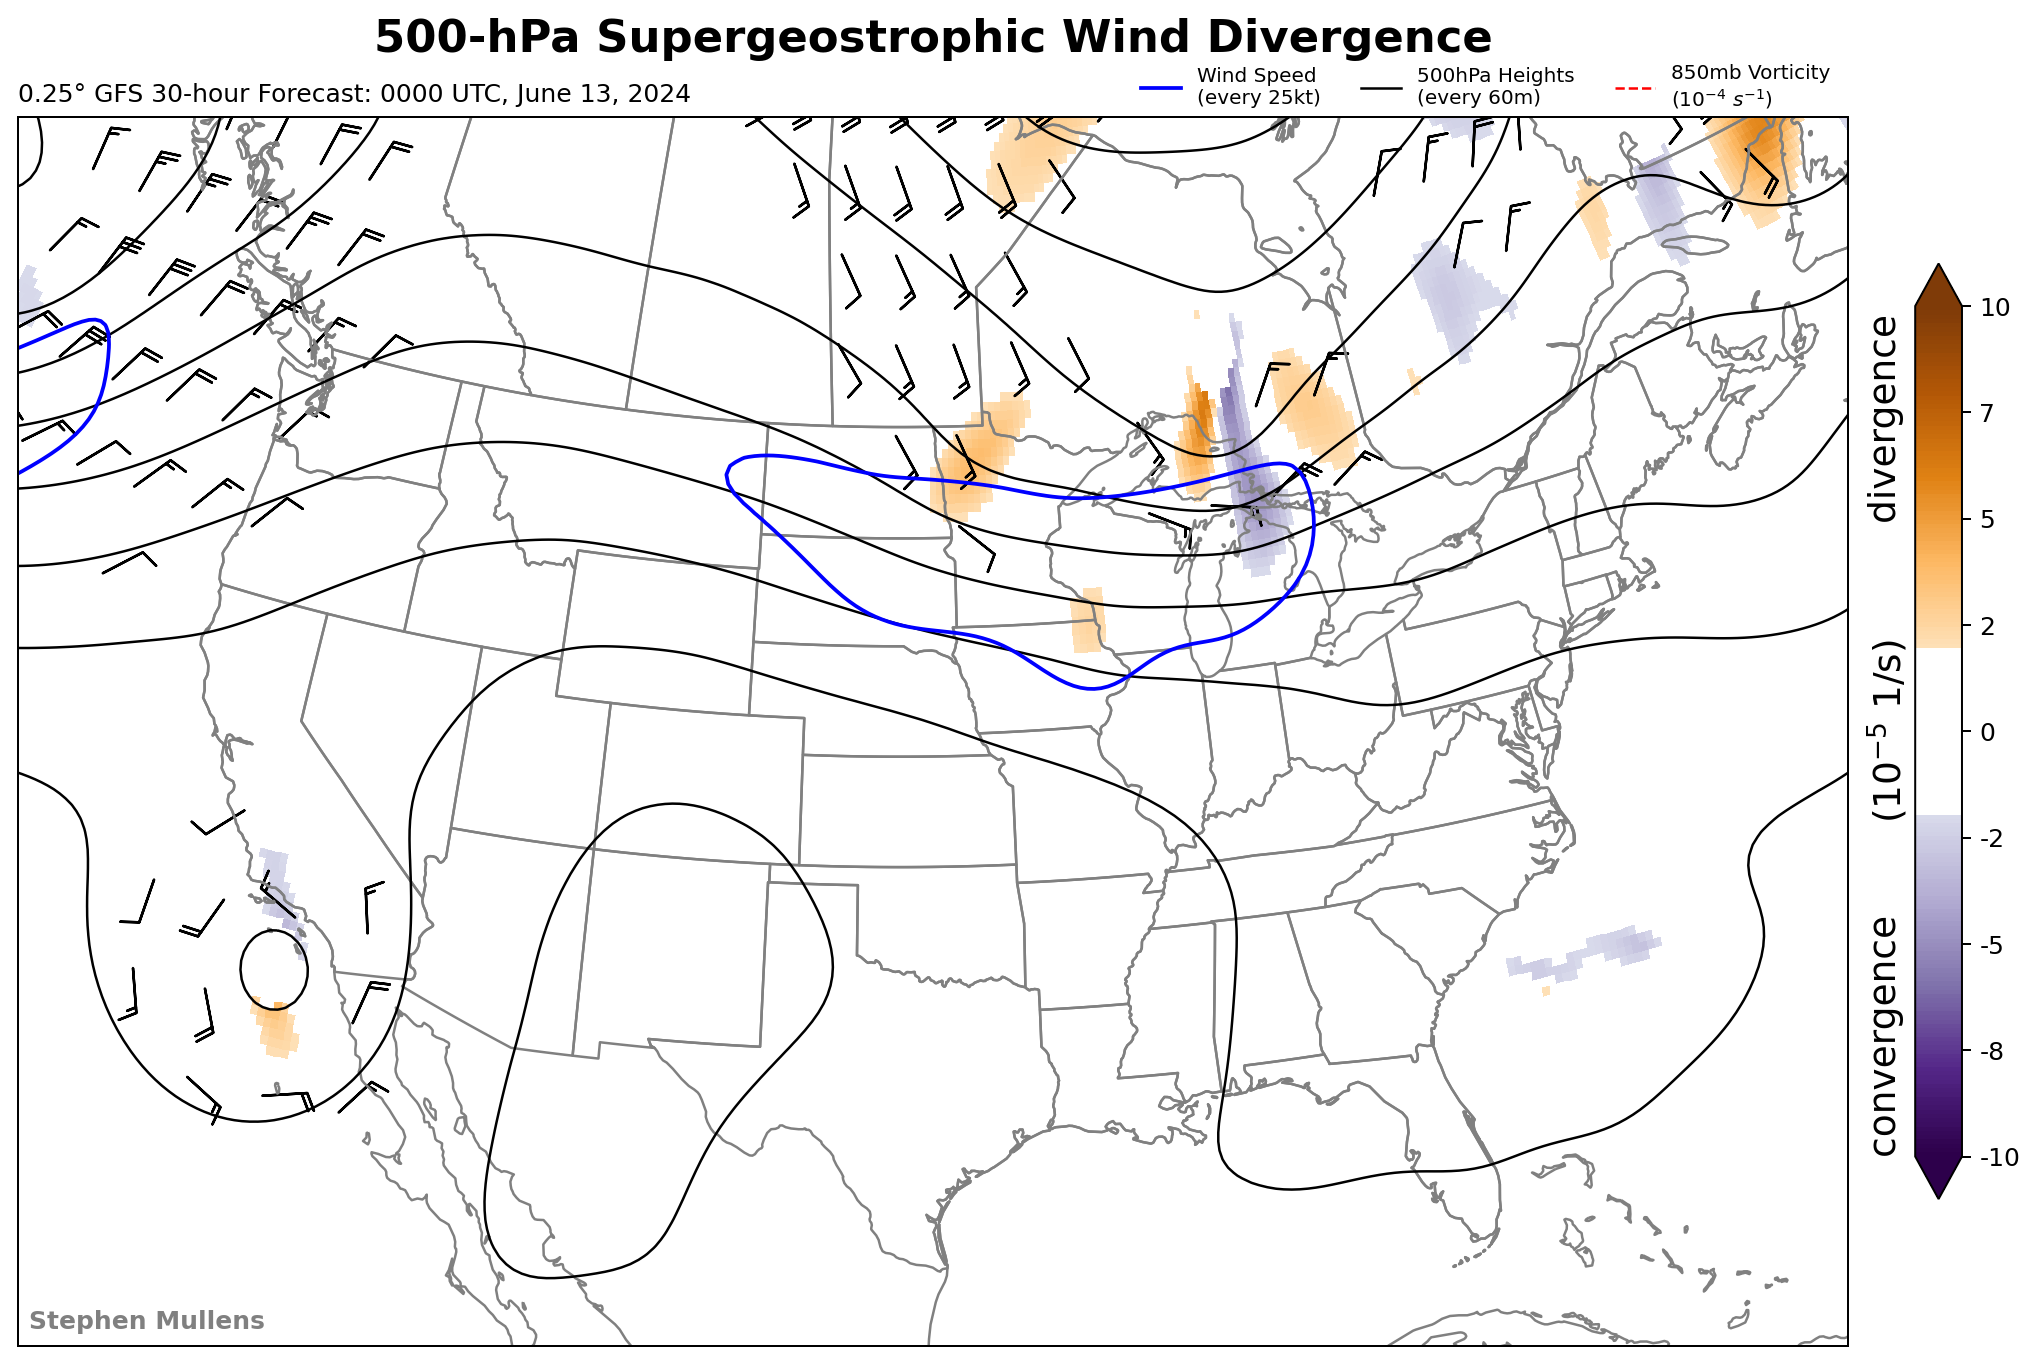 500-hPa Supergeostrophic Wind Divergence
0.25° GFS 30-hour Forecast: 0000 UTC, June 13, 2024
Wind Speed
(every 25kt)
500hPa Heights
(every 60m)
850mb Vorticity
(10⁻⁴ s⁻¹)
10
7
5
2
0
-2
-5
-8
-10
convergence (10⁻⁵ 1/s) divergence
Stephen Mullens